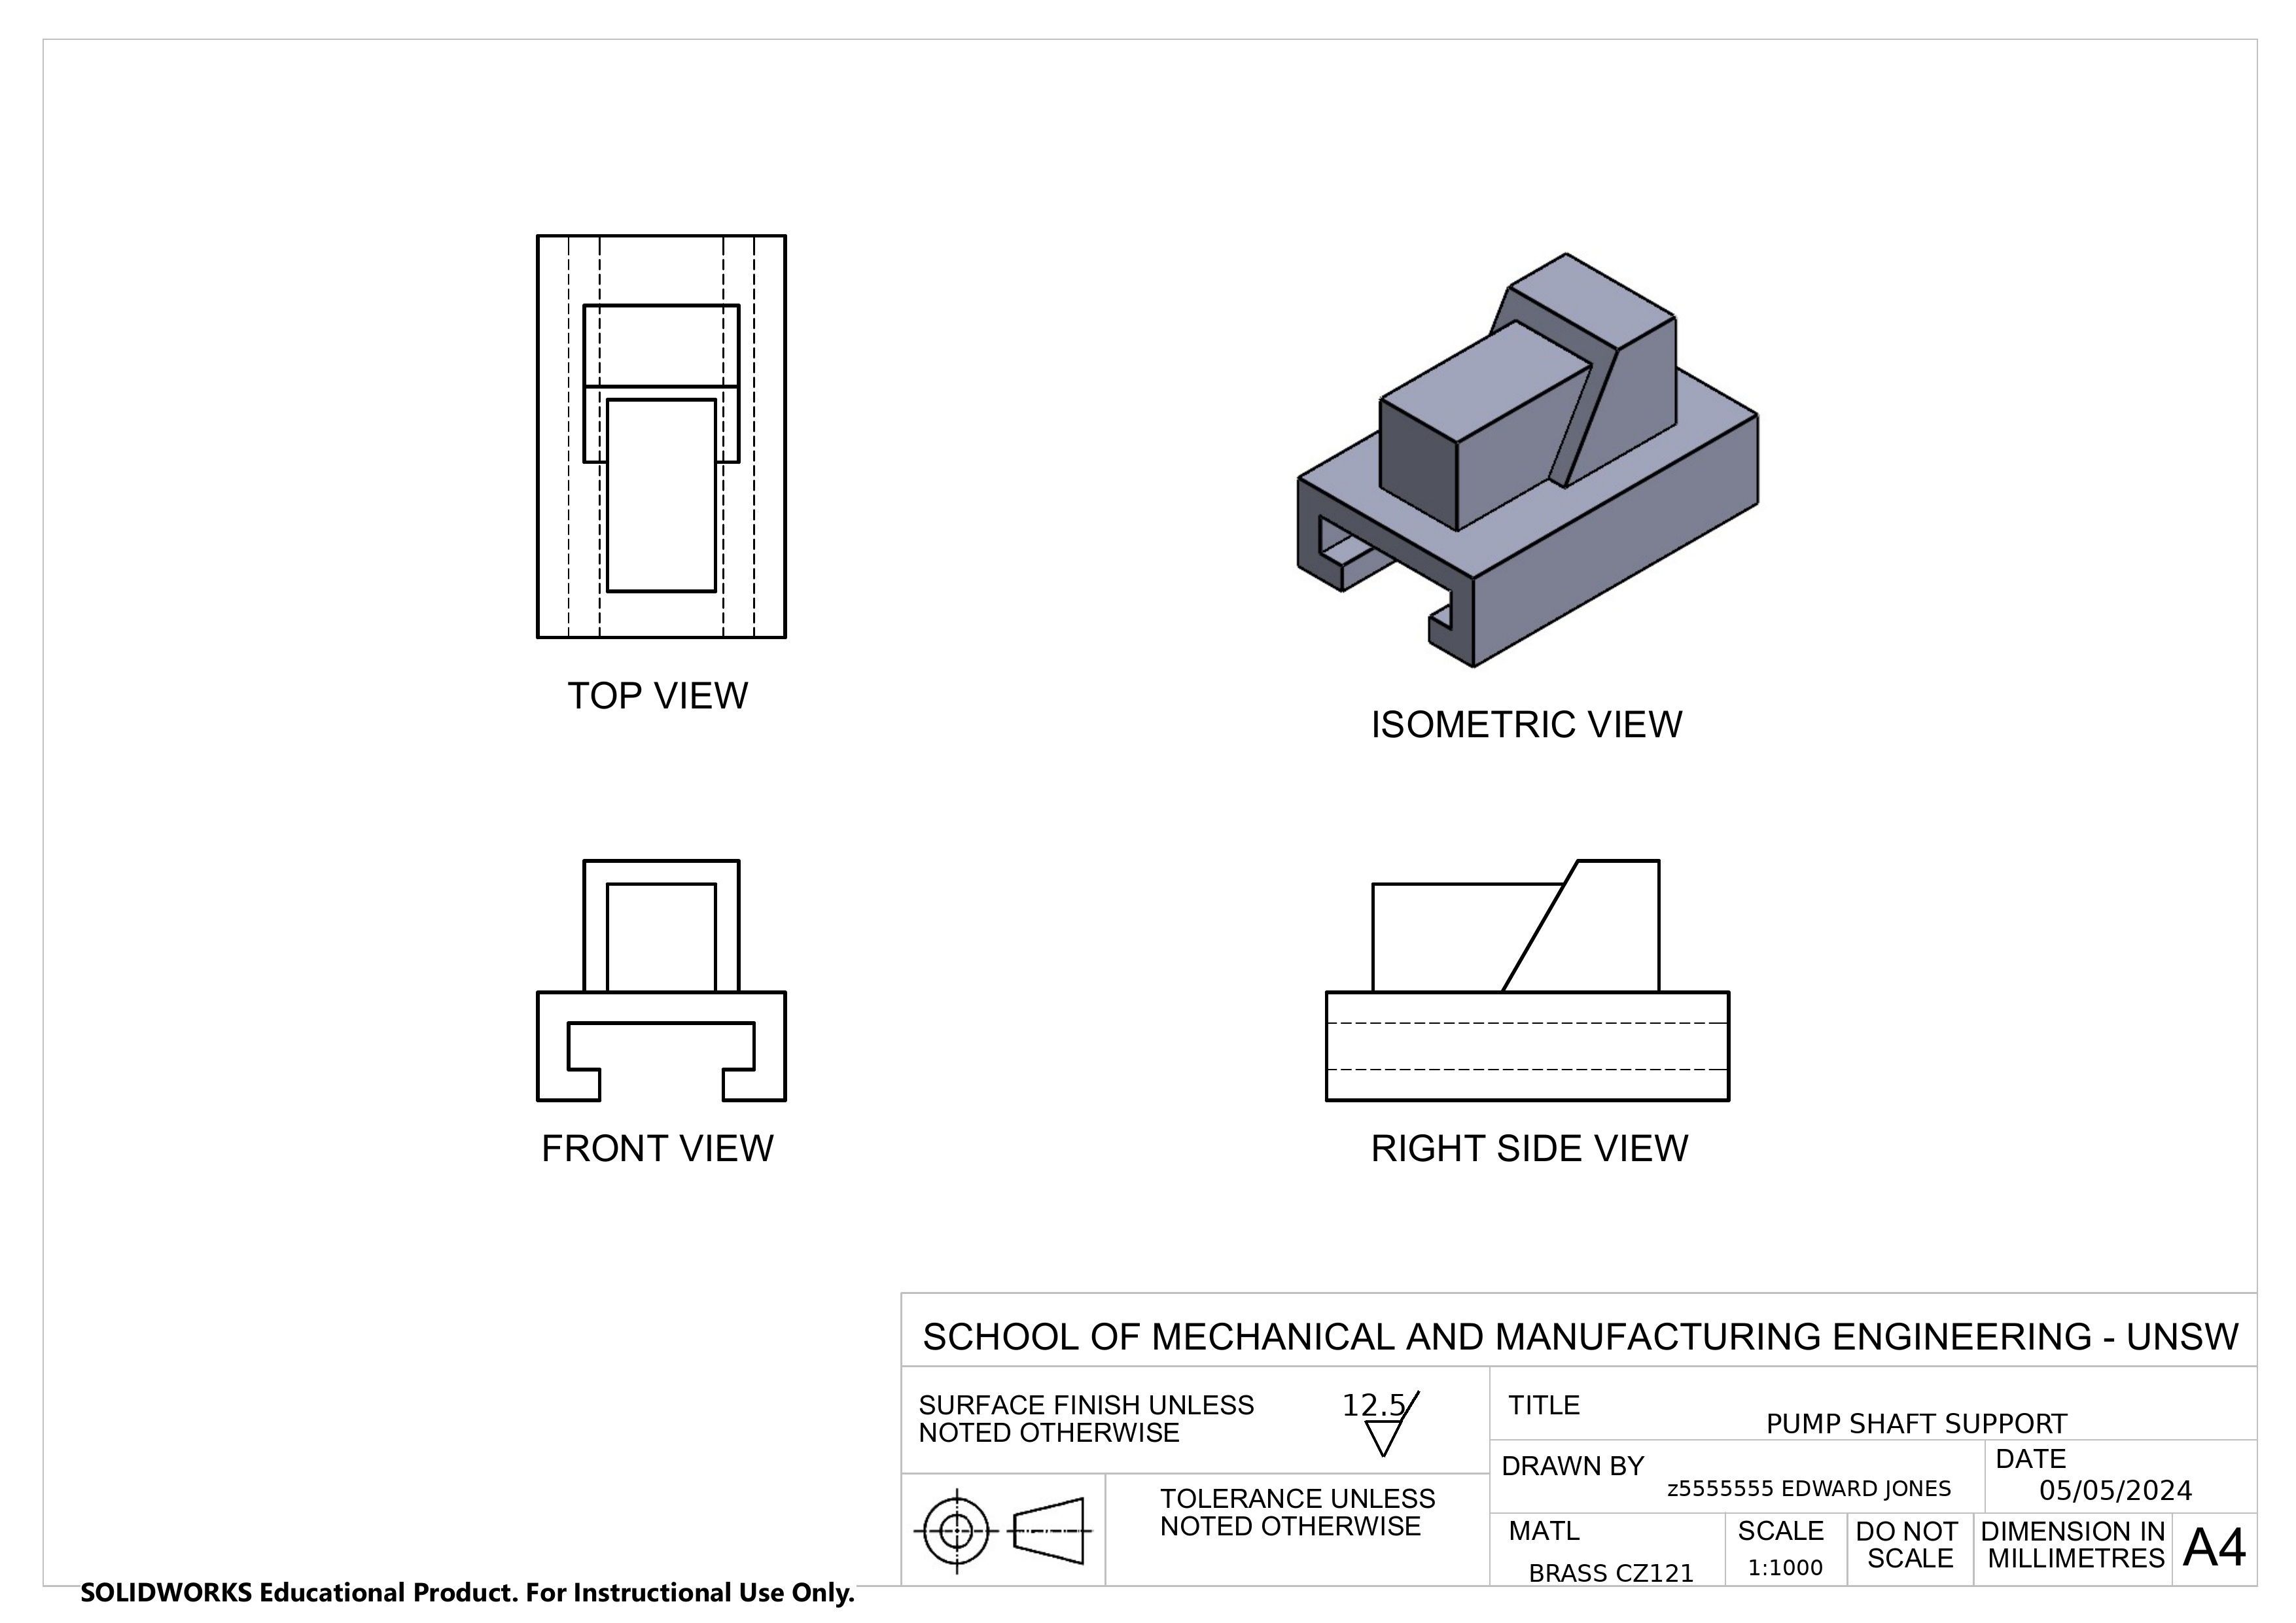 TOP VIEW
ISOMETRIC VIEW
FRONT VIEW
RIGHT SIDE VIEW
SCHOOL OF MECHANICAL AND MANUFACTURING ENGINEERING - UNSW
SURFACE FINISH UNLESS
NOTED OTHERWISE
12.5
TITLE
PUMP SHAFT SUPPORT
DRAWN BY
z5555555 EDWARD JONES
DATE
05/05/2024
TOLERANCE UNLESS
NOTED OTHERWISE
MATL
BRASS CZ121
SCALE
1:1000
DO NOT
SCALE
DIMENSION IN
MILLIMETRES
A4
SOLIDWORKS Educational Product. For Instructional Use Only.